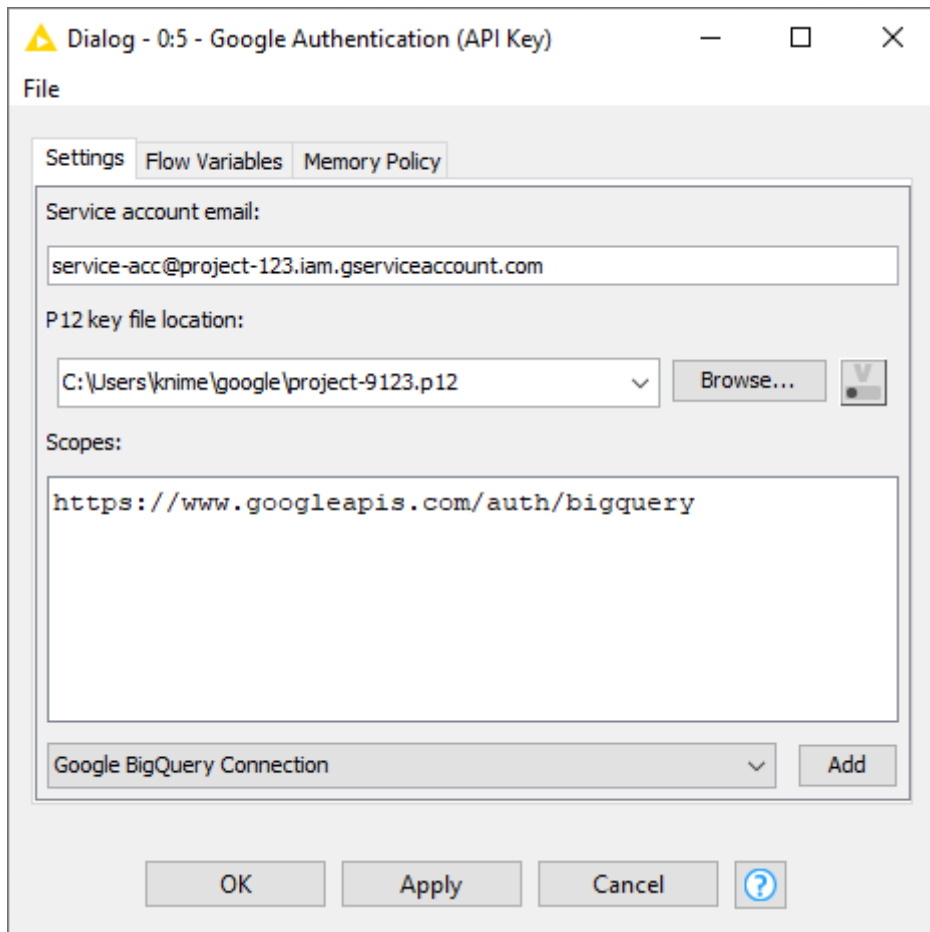 Dialog - 0:5 - Google Authentication (API Key)
File
Settings Flow Variables Memory Policy
Service account email:
service-acc@project-123.iam.gserviceaccount.com
P12 key file location:
C:\Users\knime\google\project-9123.p12 Browse... V
Scopes:
https://www.googleapis.com/auth/bigquery
Google BigQuery Connection Add
OK Apply Cancel ?